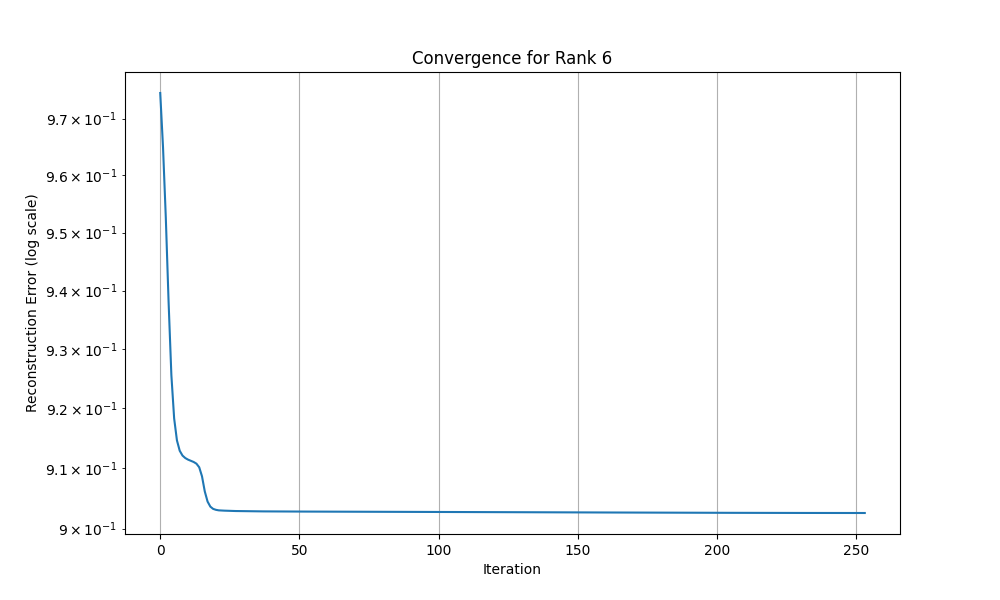 Convergence for Rank 6
Reconstruction Error (log scale)
9.7 × 10⁻¹
9.6 × 10⁻¹
9.5 × 10⁻¹
9.4 × 10⁻¹
9.3 × 10⁻¹
9.2 × 10⁻¹
9.1 × 10⁻¹
9 × 10⁻¹
0 50 100 150 200 250
Iteration